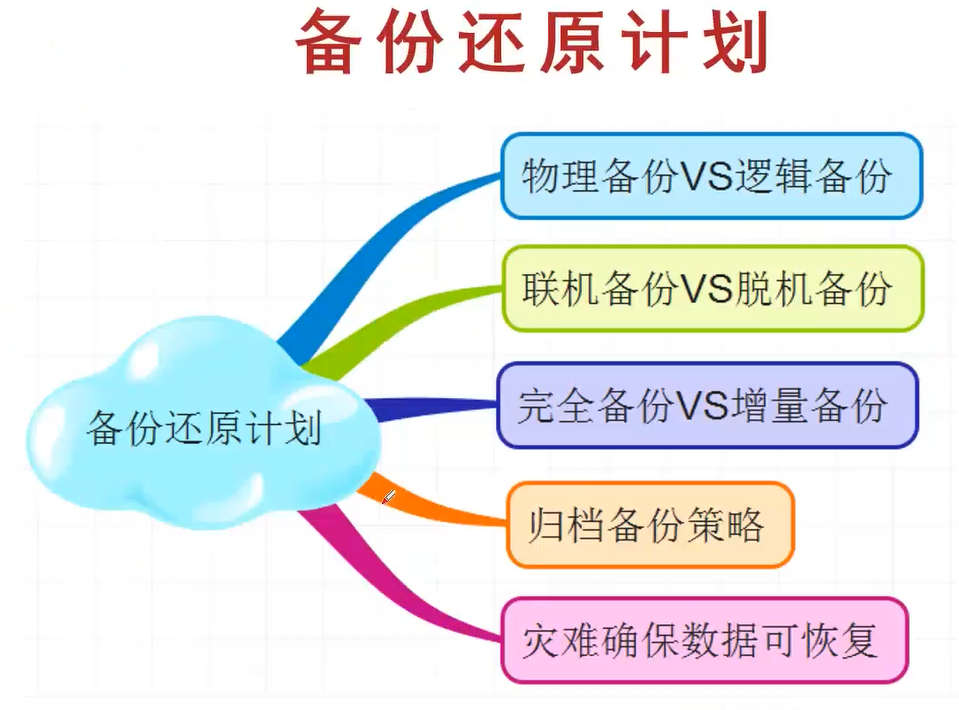 备份还原计划
物理备份VS逻辑备份
联机备份VS脱机备份
完全备份VS增量备份
备份还原计划
归档备份策略
灾难确保数据可恢复